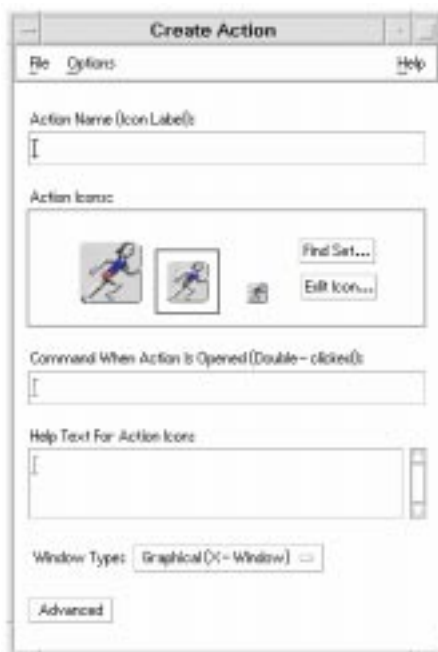 Create Action
File Options Help
Action Name (Icon Label):
Action Icons:
Find Set...
Edit Icon...
Command When Action Is Opened (Double-clicked):
Help Text For Action Icon:
Window Type: Graphical (X-Window)
Advanced